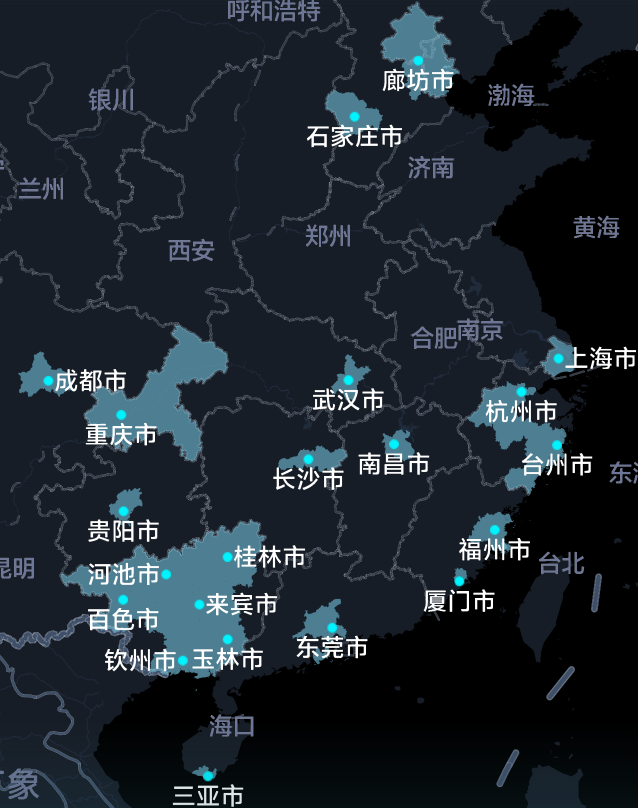 呼和浩特
廊坊市
银川
渤海
石家庄市
济南
兰州
黄海
郑州
西安
南京
合肥
上海市
成都市
武汉市
杭州市
重庆市
南昌市
台州市
长沙市
贵阳市
福州市
桂林市
台北
昆明
河池市
厦门市
来宾市
百色市
东莞市
钦州市
玉林市
海口
三亚市